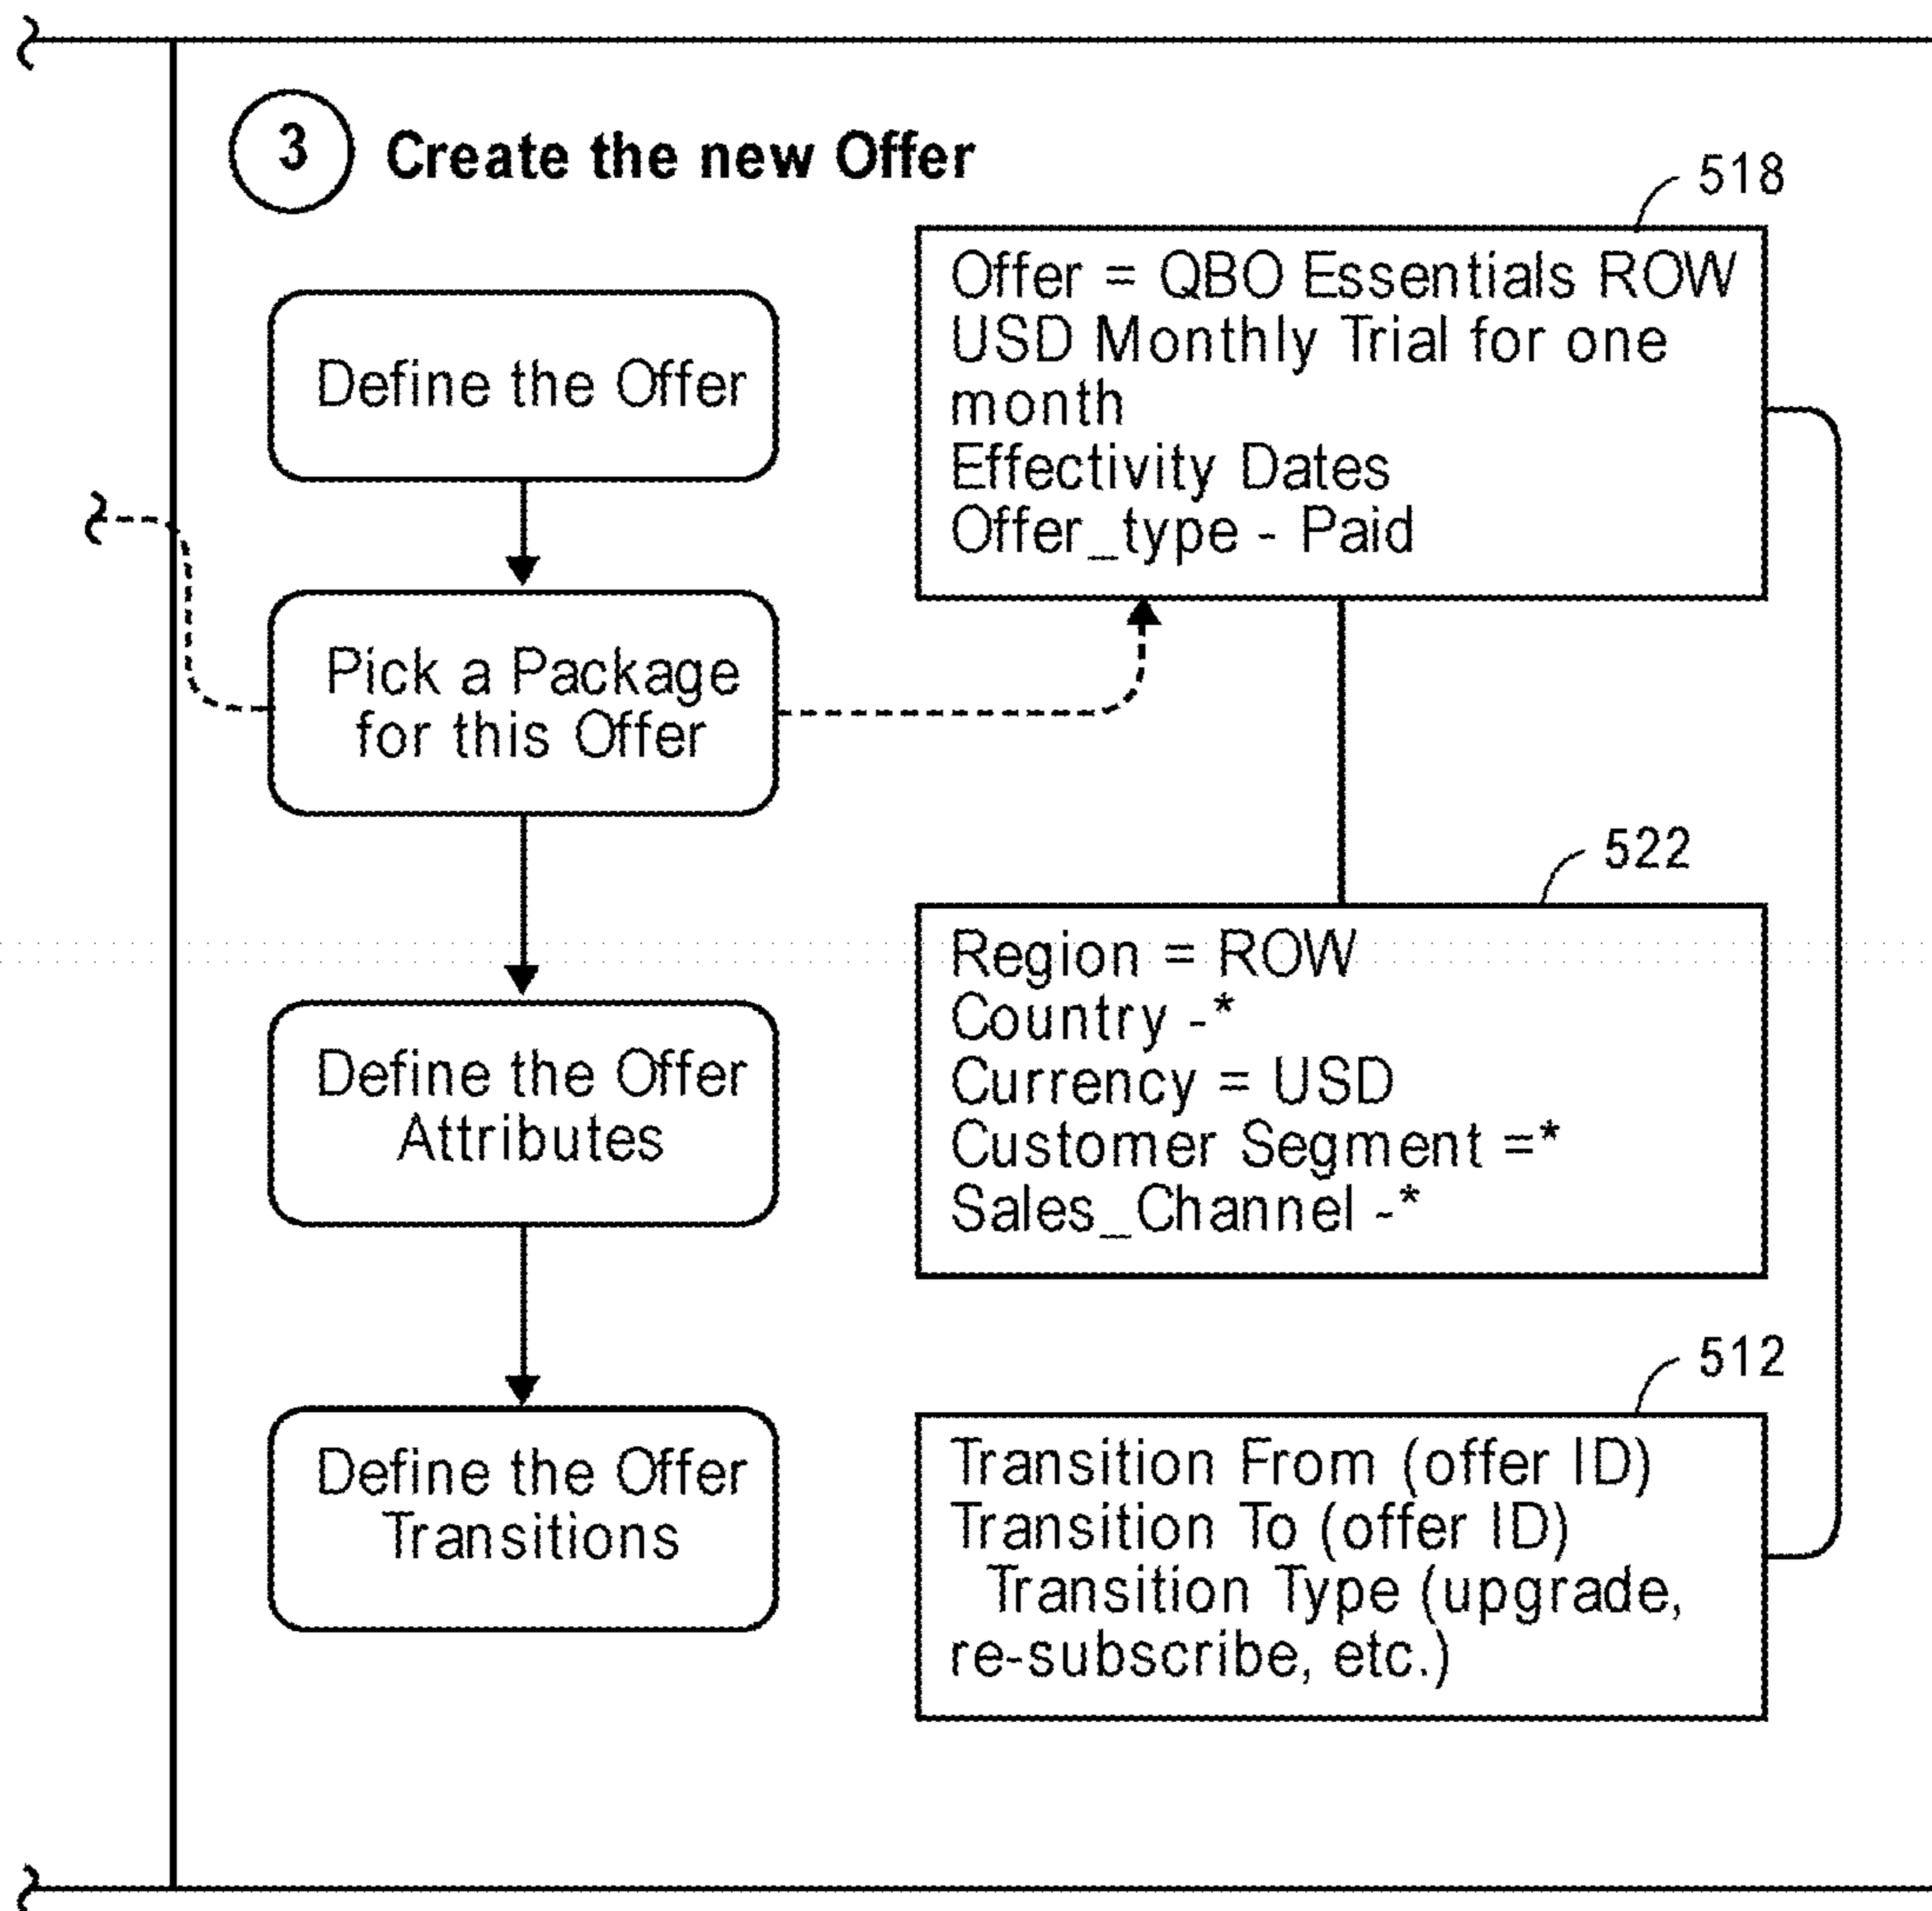 3 Create the new Offer
Define the Offer
Pick a Package
for this Offer
Define the Offer
Attributes
Define the Offer
Transitions
518
Offer = QBO Essentials ROW
USD Monthly Trial for one
month
Effectivity Dates
Offer_type - Paid
522
Region = ROW
Country -*
Currency = USD
Customer Segment =*
Sales_Channel -*
512
Transition From (offer ID)
Transition To (offer ID)
Transition Type (upgrade,
re-subscribe, etc.)